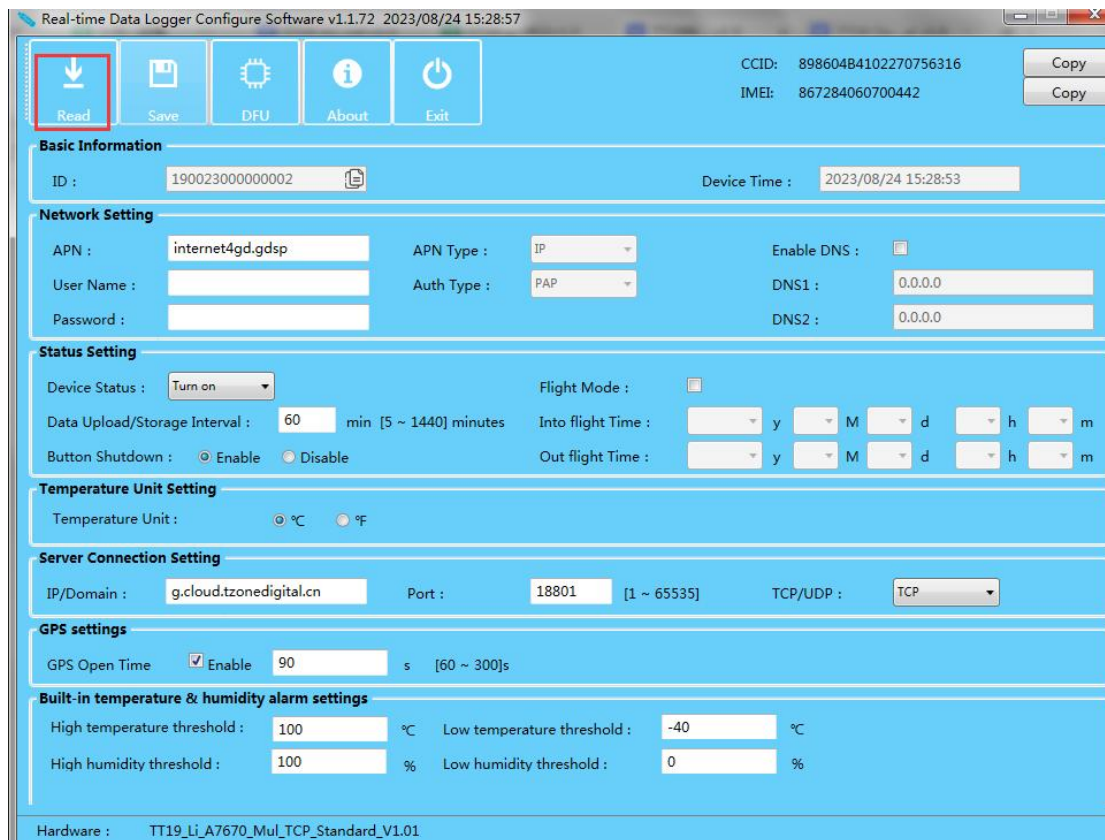 Real-time Data Logger Configure Software v1.1.72 2023/08/24 15:28:57
Read Save DFU About Exit
CCID: 898604B4102270756316 Copy
IMEI: 867284060700442 Copy
Basic Information
ID : 190023000000002 Device Time : 2023/08/24 15:28:53
Network Setting
APN : internet4gd.gdsp APN Type : IP Enable DNS :
User Name : Auth Type : PAP DNS1 : 0.0.0.0
Password : DNS2 : 0.0.0.0
Status Setting
Device Status : Turn on Flight Mode :
Data Upload/Storage Interval : 60 min [5 ~ 1440] minutes Into flight Time : y M d h m
Button Shutdown : Enable Disable Out flight Time : y M d h m
Temperature Unit Setting
Temperature Unit : ℃ ℉
Server Connection Setting
IP/Domain : g.cloud.tzonedigital.cn Port : 18801 [1 ~ 65535] TCP/UDP : TCP
GPS settings
GPS Open Time Enable 90 s [60 ~ 300]s
Built-in temperature & humidity alarm settings
High temperature threshold : 100 ℃ Low temperature threshold : -40 ℃
High humidity threshold : 100 % Low humidity threshold : 0 %
Hardware : TT19_Li_A7670_Mul_TCP_Standard_V1.01